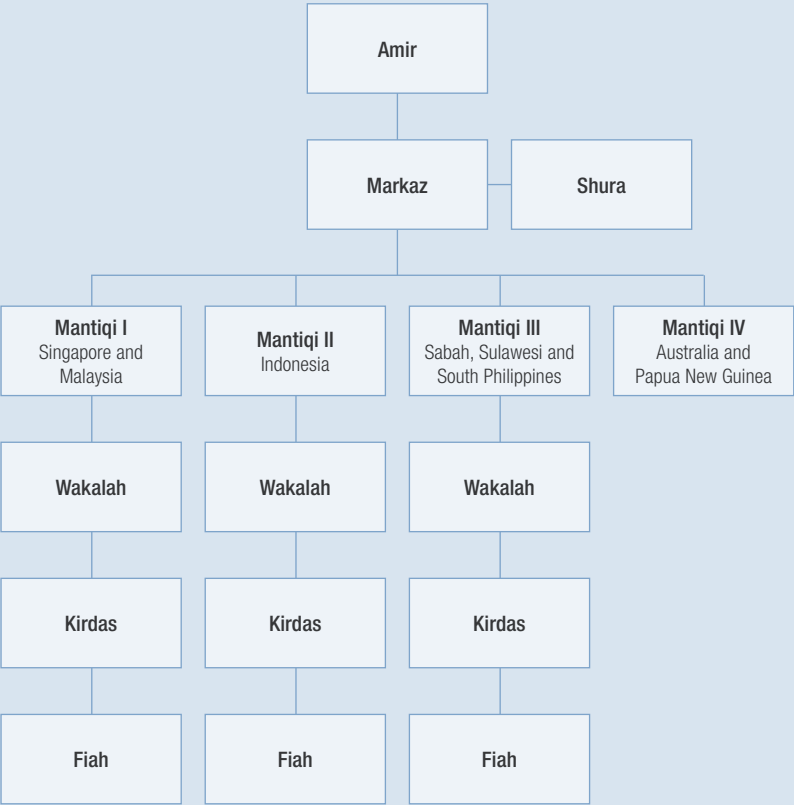 Amir
Markaz
Shura
Mantiqi I
Singapore and
Malaysia
Mantiqi II
Indonesia
Mantiqi III
Sabah, Sulawesi and
South Philippines
Mantiqi IV
Australia and
Papua New Guinea
Wakalah
Wakalah
Wakalah
Kirdas
Kirdas
Kirdas
Fiah
Fiah
Fiah